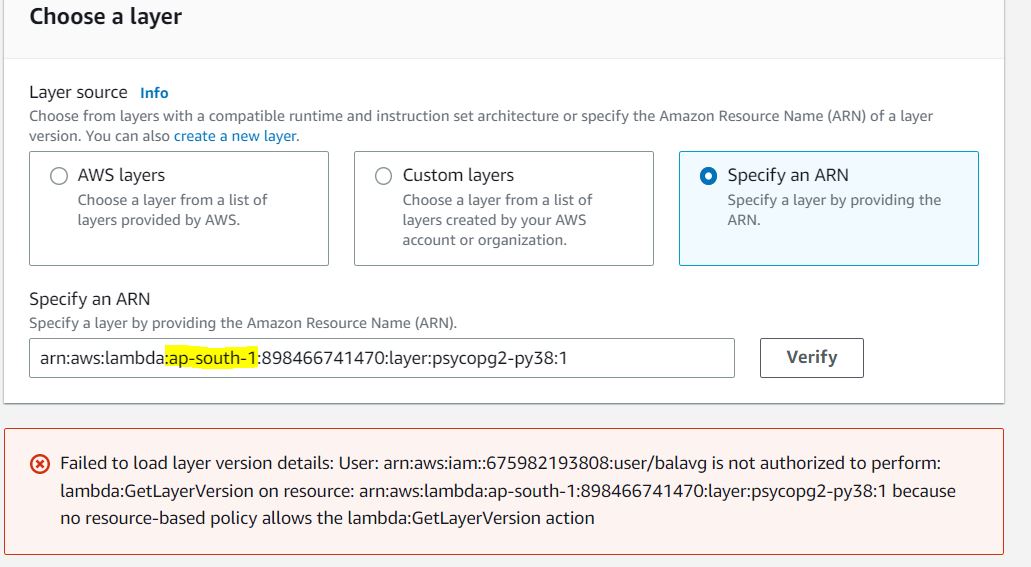 Choose a layer
Layer source Info
Choose from layers with a compatible runtime and instruction set architecture or specify the Amazon Resource Name (ARN) of a layer
version. You can also create a new layer.
AWS layers
Choose a layer from a list of
layers provided by AWS.
Custom layers
Choose a layer from a list of
layers created by your AWS
account or organization.
Specify an ARN
Specify a layer by providing the
ARN.
Specify an ARN
Specify a layer by providing the Amazon Resource Name (ARN).
arn:aws:lambda:ap-south-1:898466741470:layer:psycopg2-py38:1
Verify
Failed to load layer version details: User: arn:aws:iam::675982193808:user/balavg is not authorized to perform:
lambda:GetLayerVersion on resource: arn:aws:lambda:ap-south-1:898466741470:layer:psycopg2-py38:1 because
no resource-based policy allows the lambda:GetLayerVersion action